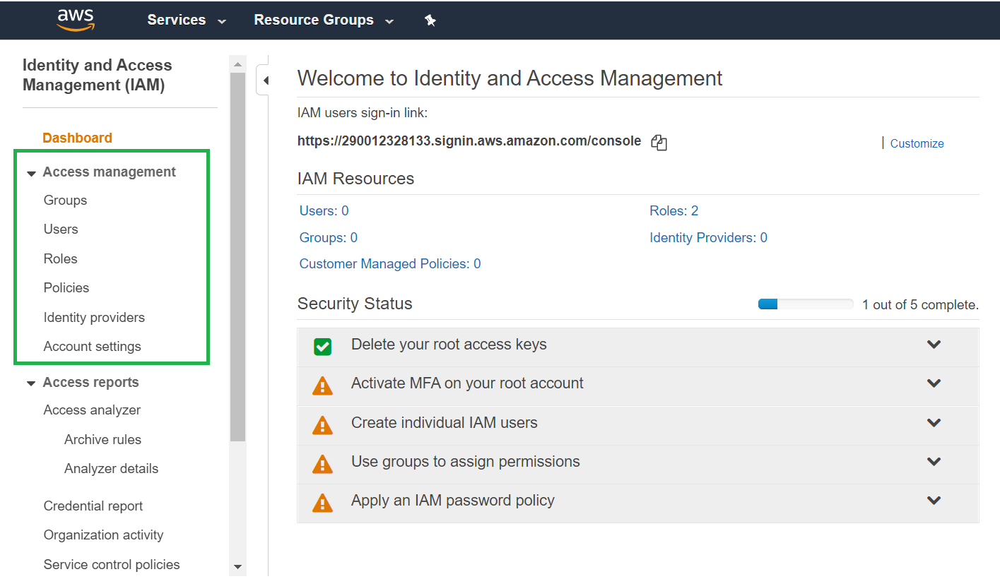 aws
Services
Resource Groups
Identity and Access
Management (IAM)
Dashboard
Access management
Groups
Users
Roles
Policies
Identity providers
Account settings
Access reports
Access analyzer
Archive rules
Analyzer details
Credential report
Organization activity
Service control policies
Welcome to Identity and Access Management
IAM users sign-in link:
https://290012328133.signin.aws.amazon.com/console
| Customize
IAM Resources
Users: 0
Roles: 2
Groups: 0
Identity Providers: 0
Customer Managed Policies: 0
Security Status
1 out of 5 complete.
Delete your root access keys
Activate MFA on your root account
Create individual IAM users
Use groups to assign permissions
Apply an IAM password policy